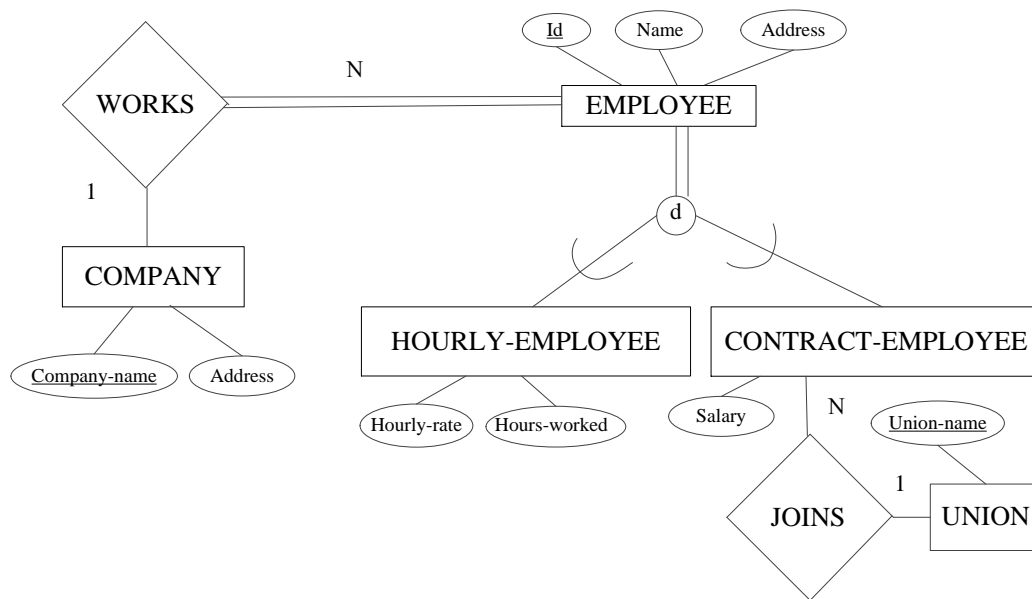 Id
Name
Address
N
WORKS
EMPLOYEE
1
d
COMPANY
HOURLY-EMPLOYEE
CONTRACT-EMPLOYEE
Company-name
Address
Hourly-rate
Hours-worked
Salary
N
Union-name
1
JOINS
UNION